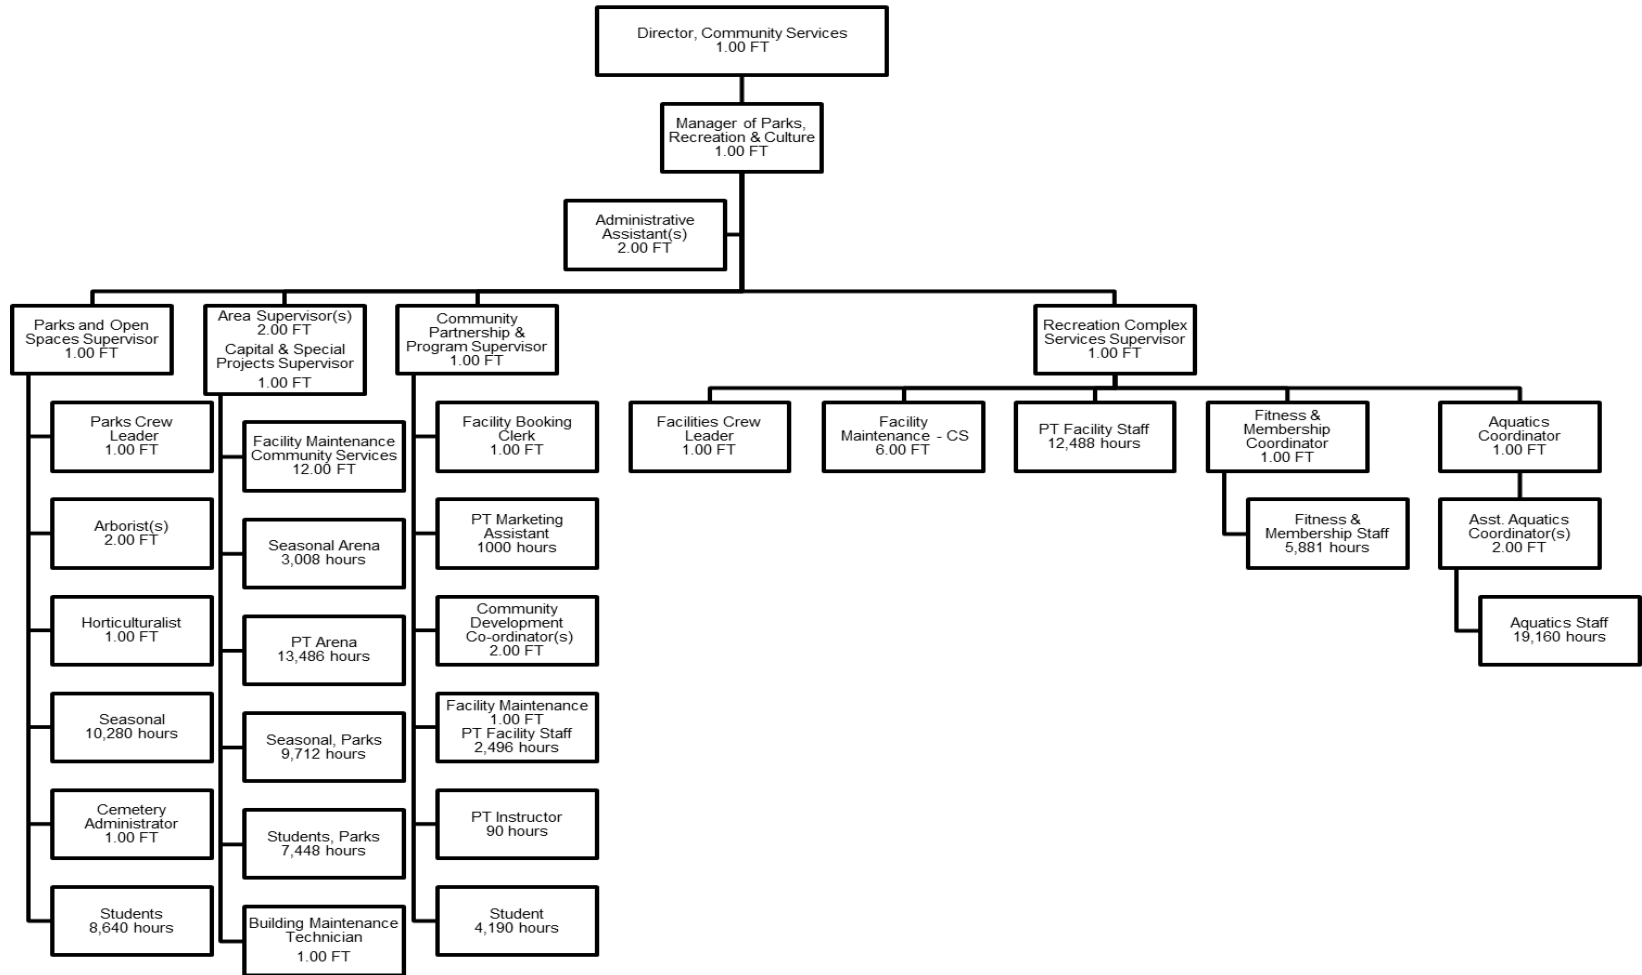 Director, Community Services
1.00 FT
Manager of Parks,
Recreation & Culture
1.00 FT
Administrative
Assistant(s)
2.00 FT
Parks and Open
Spaces Supervisor
1.00 FT
Parks Crew
Leader
1.00 FT
Arborist(s)
2.00 FT
Horticulturalist
1.00 FT
Seasonal
10,280 hours
Cemetery
Administrator
1.00 FT
Students
8,640 hours
Area Supervisor(s)
2.00 FT
Capital & Special
Projects Supervisor
1.00 FT
Facility Maintenance
Community Services
12.00 FT
Seasonal Arena
3,008 hours
PT Arena
13,486 hours
Seasonal, Parks
9,712 hours
Students, Parks
7,448 hours
Building Maintenance
Technician
1.00 FT
Community
Partnership &
Program Supervisor
1.00 FT
Facility Booking
Clerk
1.00 FT
PT Marketing
Assistant
1000 hours
Community
Development
Co-ordinator(s)
2.00 FT
Facility Maintenance
1.00 FT
PT Facility Staff
2,496 hours
PT Instructor
90 hours
Student
4,190 hours
Recreation Complex
Services Supervisor
1.00 FT
Facilities Crew
Leader
1.00 FT
Facility
Maintenance - CS
6.00 FT
PT Facility Staff
12,488 hours
Fitness &
Membership
Coordinator
1.00 FT
Fitness &
Membership Staff
5,881 hours
Aquatics
Coordinator
1.00 FT
Asst. Aquatics
Coordinator(s)
2.00 FT
Aquatics Staff
19,160 hours